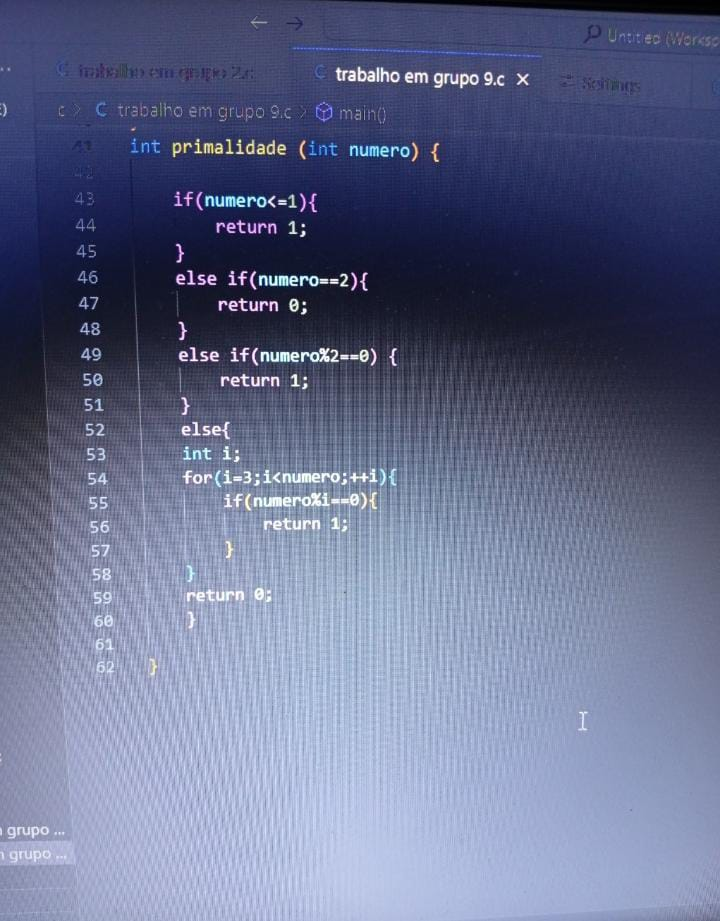 ← →
Untitled (Worksp
C trabalho em grupo 2.c
C trabalho em grupo 9.c ×
Settings
c > C trabalho em grupo 9.c > main()
41 int primalidade (int numero) {
42
43 if(numero<=1){
44 return 1;
45 }
46 else if(numero==2){
47 return 0;
48 }
49 else if(numero%2==0) {
50 return 1;
51 }
52 else{
53 int i;
54 for(i=3;i<numero;++i){
55 if(numero%i==0){
56 return 1;
57 }
58 }
59 return 0;
60 }
61
62 }
grupo ...
grupo ...